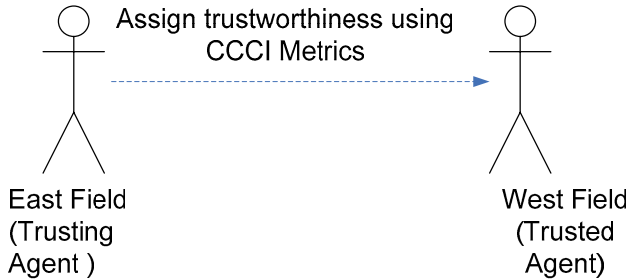 Assign trustworthiness using
CCCI Metrics
East Field
(Trusting
Agent )
West Field
(Trusted
Agent)